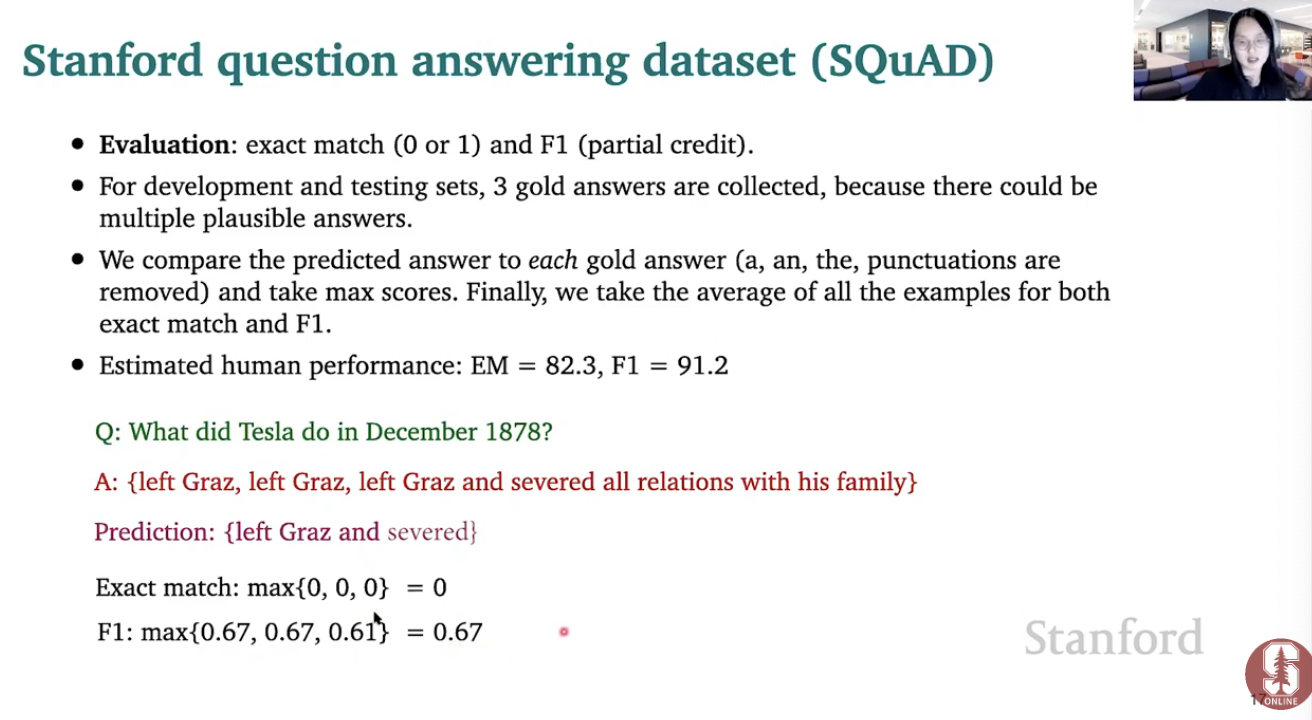 Stanford question answering dataset (SQuAD)
• Evaluation: exact match (0 or 1) and F1 (partial credit).
• For development and testing sets, 3 gold answers are collected, because there could be
multiple plausible answers.
• We compare the predicted answer to each gold answer (a, an, the, punctuations are
removed) and take max scores. Finally, we take the average of all the examples for both
exact match and F1.
• Estimated human performance: EM = 82.3, F1 = 91.2
Q: What did Tesla do in December 1878?
A: {left Graz, left Graz, left Graz and severed all relations with his family}
Prediction: {left Graz and severed}
Exact match: max{0, 0, 0} = 0
F1: max{0.67, 0.67, 0.61} = 0.67
Stanford
S
ONLINE